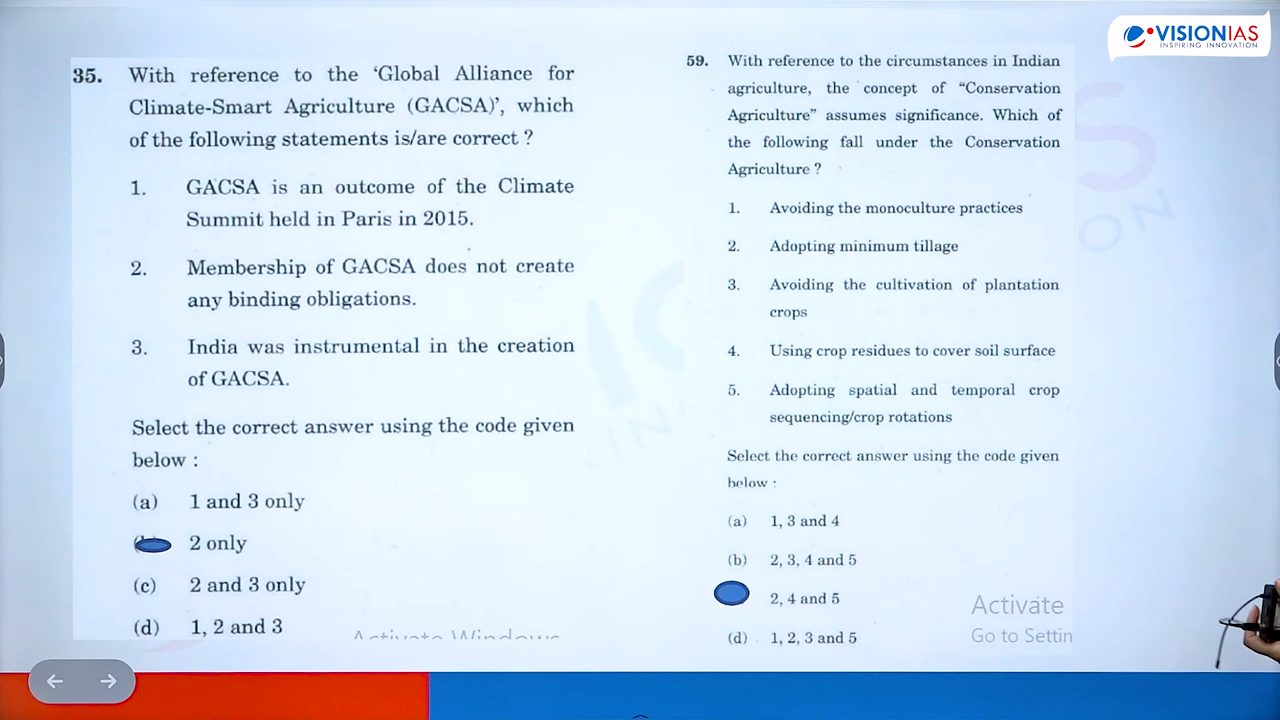 VISIONIAS
INSPIRING INNOVATION
35. With reference to the 'Global Alliance for
Climate-Smart Agriculture (GACSA)', which
of the following statements is/are correct ?
1. GACSA is an outcome of the Climate
Summit held in Paris in 2015.
2. Membership of GACSA does not create
any binding obligations.
3. India was instrumental in the creation
of GACSA.
Select the correct answer using the code given
below :
(a) 1 and 3 only
2 only
(c) 2 and 3 only
(d) 1, 2 and 3
59. With reference to the circumstances in Indian
agriculture, the concept of "Conservation
Agriculture" assumes significance. Which of
the following fall under the Conservation
Agriculture ?
1. Avoiding the monoculture practices
2. Adopting minimum tillage
3. Avoiding the cultivation of plantation
crops
4. Using crop residues to cover soil surface
5. Adopting spatial and temporal crop
sequencing/crop rotations
Select the correct answer using the code given
below :
(a) 1, 3 and 4
(b) 2, 3, 4 and 5
2, 4 and 5
(d) 1, 2, 3 and 5
Activate Windows
Activate
Go to Settin